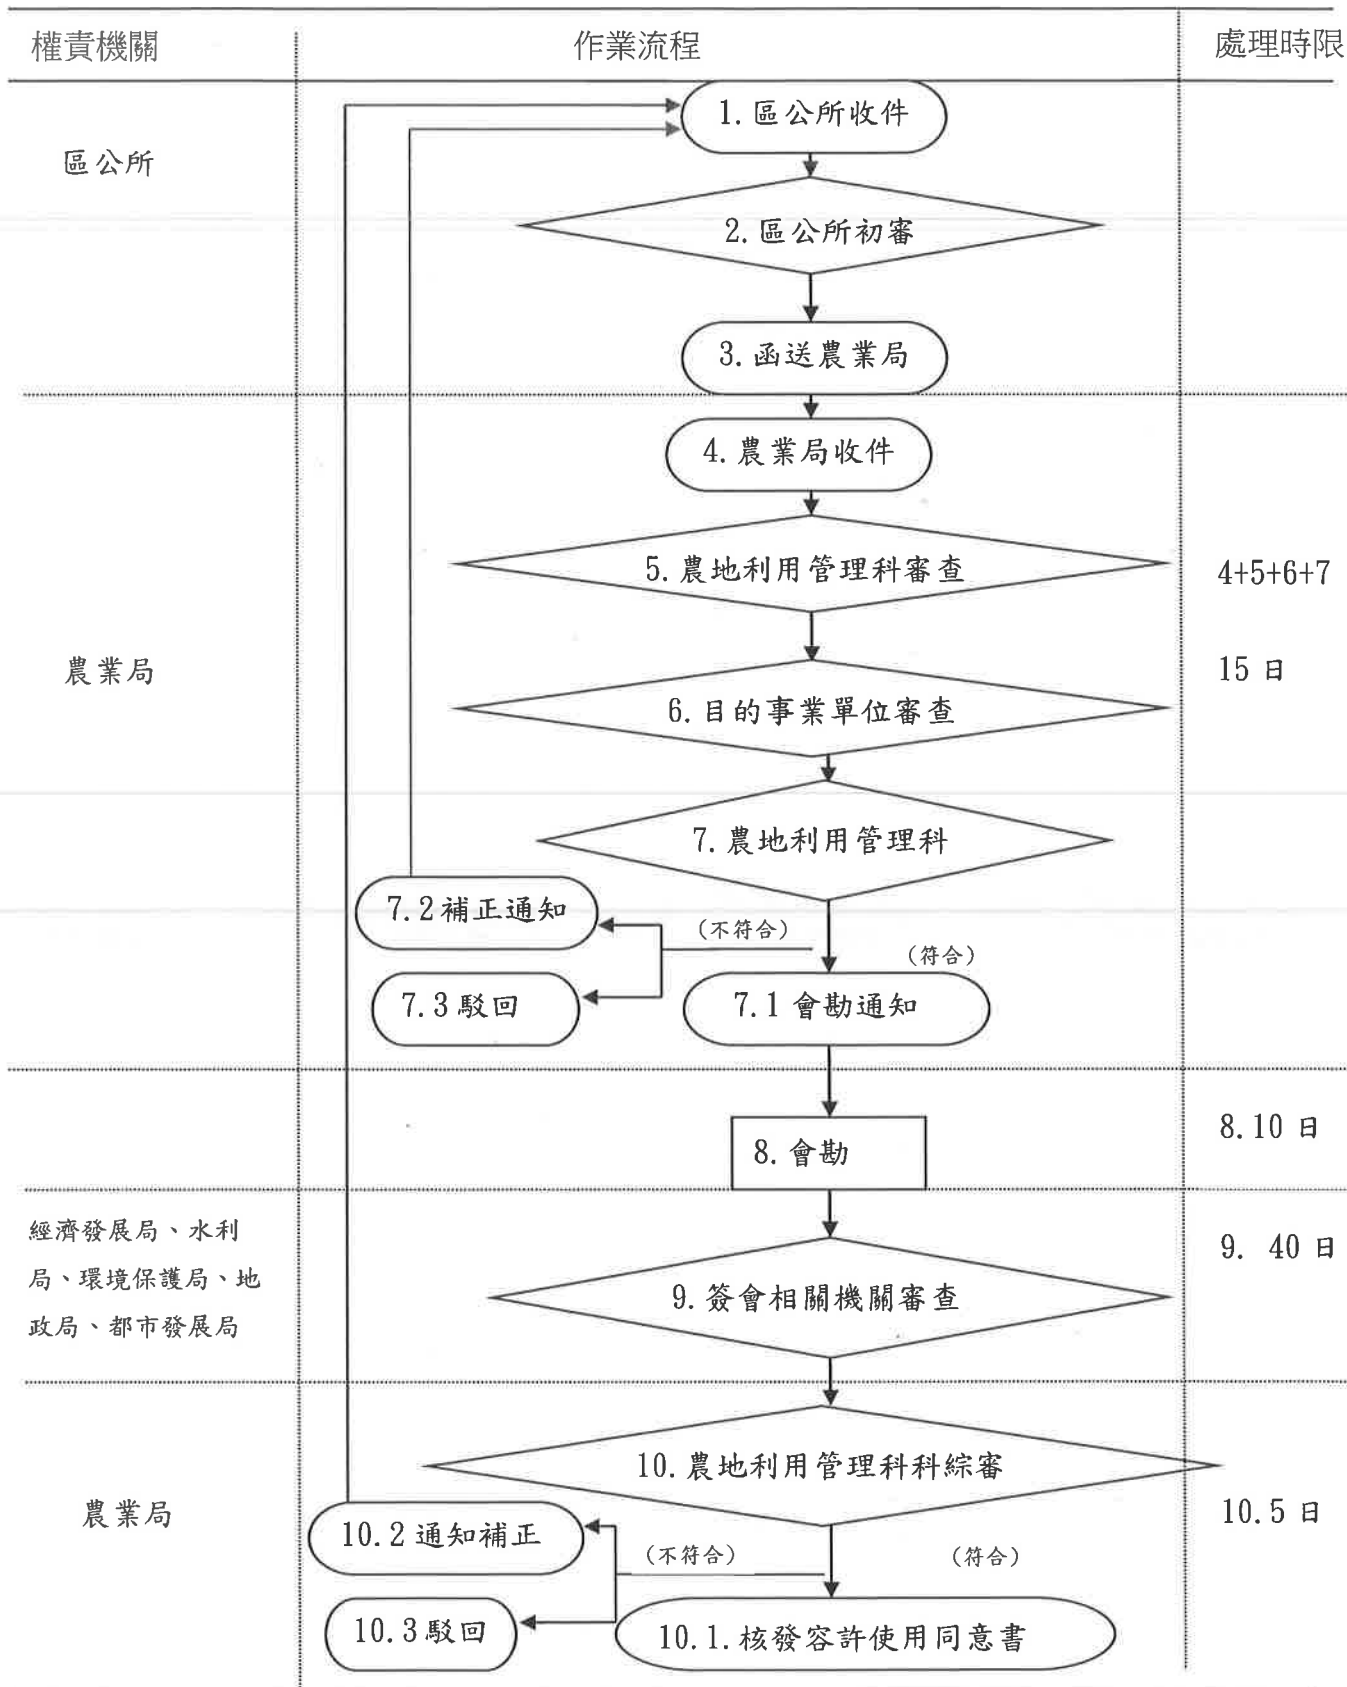 權責機關
作業流程
處理時限
1.區公所收件
區公所
2.區公所初審
3.函送農業局
4.農業局收件
5.農地利用管理科審查
4+5+6+7
農業局
15 日
6.目的事業單位審查
7.農地利用管理科
7.2補正通知
(不符合)
(符合)
7.3駁回
7.1會勘通知
8.10 日
8.會勘
經濟發展局、水利
局、環境保護局、地
政局、都市發展局
9. 40 日
9.簽會相關機關審查
10.農地利用管理科科綜審
農業局
10.5 日
10.2通知補正
(不符合)
(符合)
10.3駁回
10.1.核發容許使用同意書